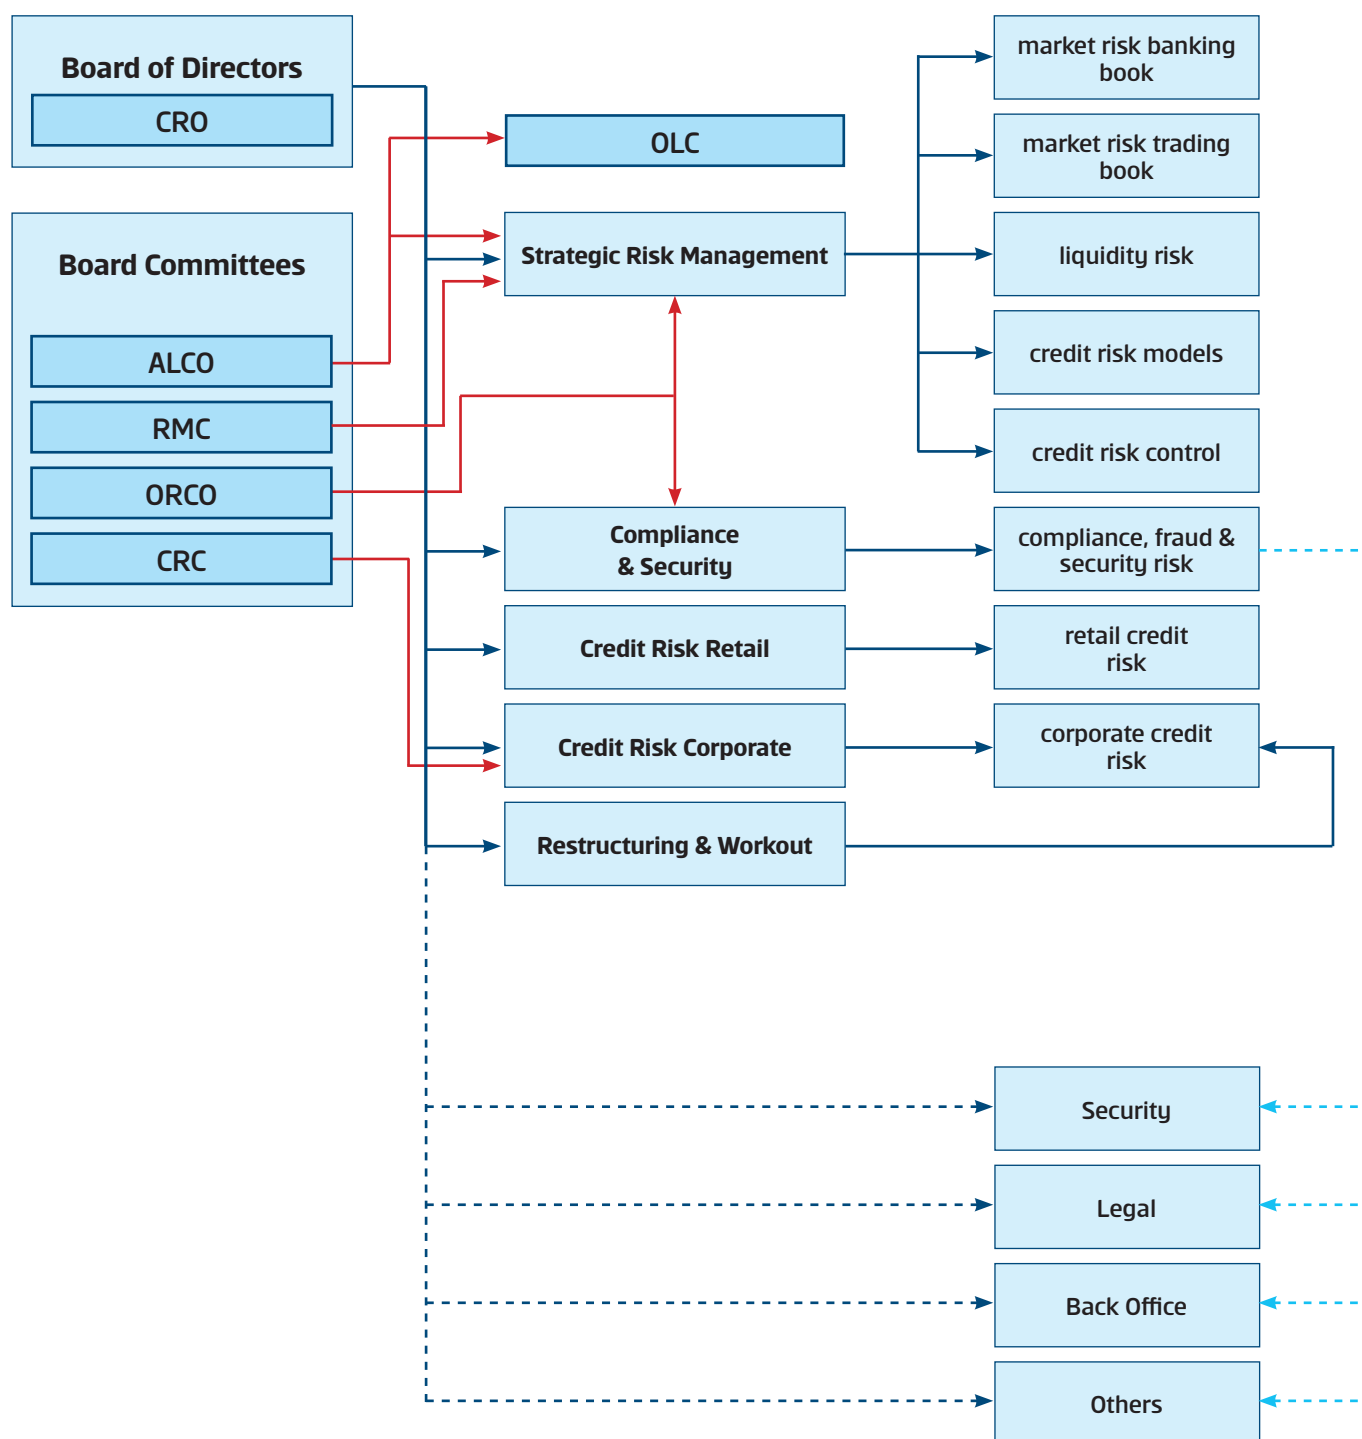 Board of Directors
CRO
Board Committees
ALCO
RMC
ORCO
CRC
OLC
Strategic Risk Management
Compliance
& Security
Credit Risk Retail
Credit Risk Corporate
Restructuring & Workout
market risk banking
book
market risk trading
book
liquidity risk
credit risk models
credit risk control
compliance, fraud &
security risk
retail credit
risk
corporate credit
risk
Security
Legal
Back Office
Others